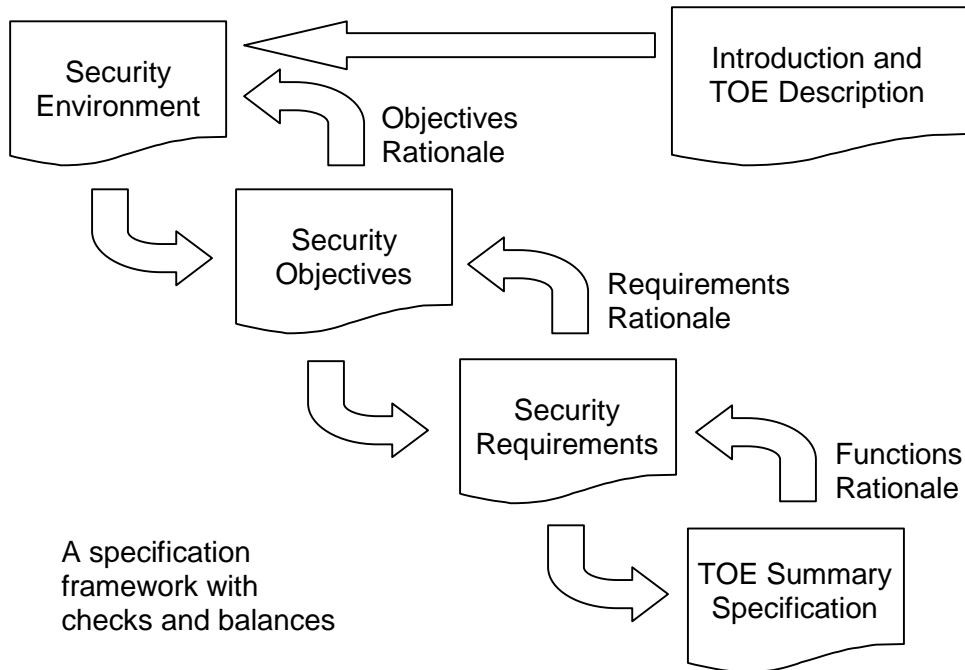 Security
Environment
Introduction and
TOE Description
Objectives
Rationale
Security
Objectives
Requirements
Rationale
Security
Requirements
Functions
Rationale
A specification
framework with
checks and balances
TOE Summary
Specification